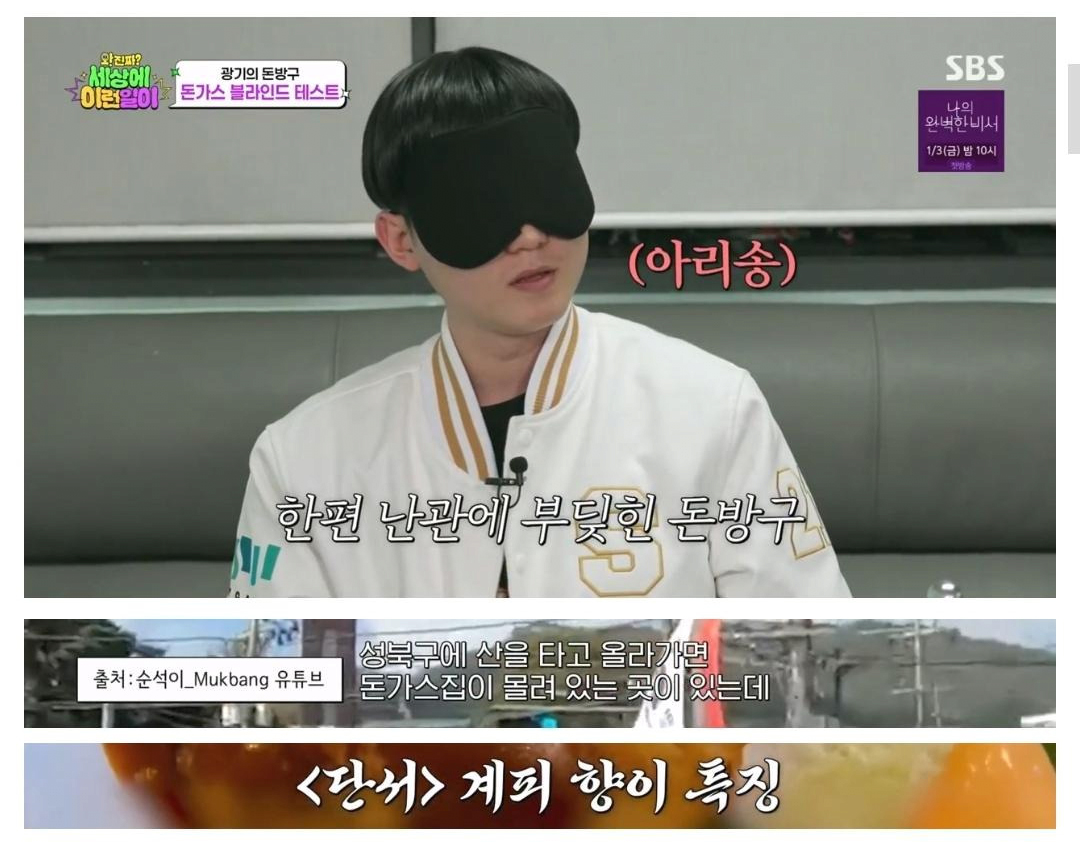 와진짜?
세상에
이런일이
광기의 돈방구
돈가스 블라인드 테스트
SBS
나의
완벽한 비서
1/3(금) 밤 10시
첫방송
(아리송)
한편 난관에 부딪힌 돈방구
S
2
출처:순석이_Mukbang 유튜브
성북구에 산을 타고 올라가면
돈가스집이 몰려 있는 곳이 있는데
<단서> 계피 향이 특징